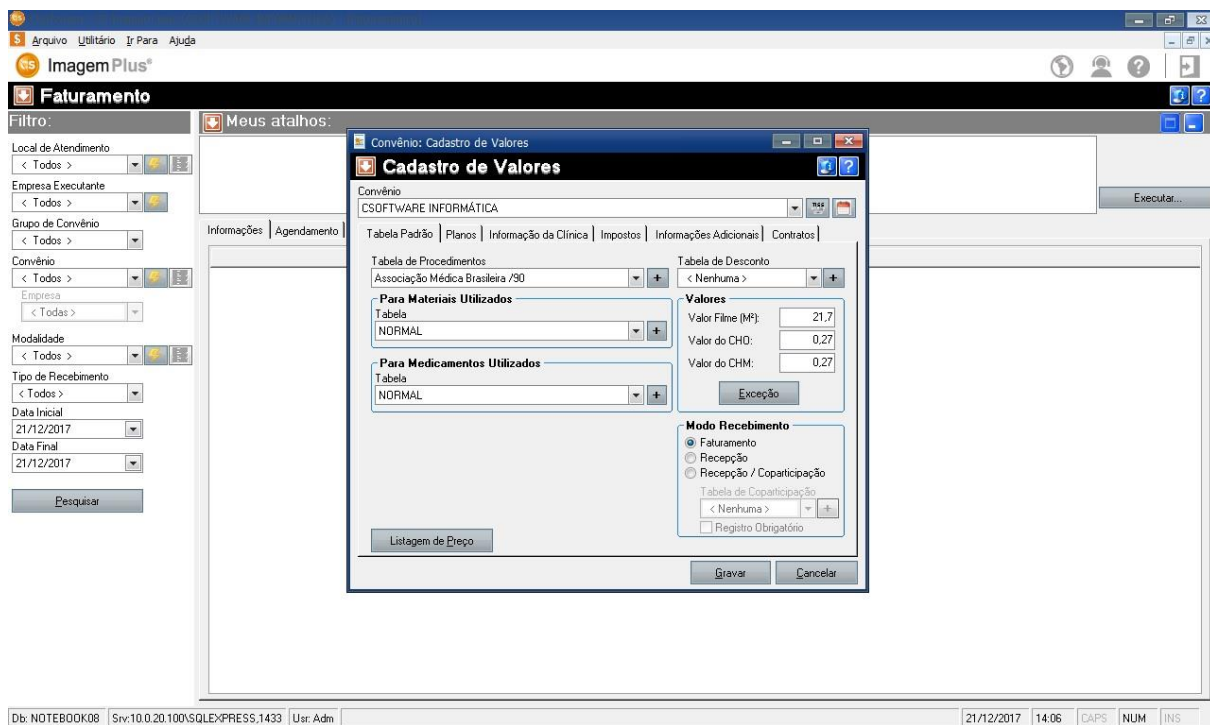 S Arquivo Utilitário Ir Para Ajuda
GS ImagemPlus®
Faturamento
Filtro:
Meus atalhos:
Local de Atendimento
< Todos >
Empresa Executante
< Todos >
Grupo de Convênio
< Todos >
Convênio
< Todos >
Empresa
< Todas >
Modalidade
< Todos >
Tipo de Recebimento
< Todos >
Data Inicial
21/12/2017
Data Final
21/12/2017
Pesquisar
Executar...
Informações Agendamento
Convênio: Cadastro de Valores
Cadastro de Valores
Convênio
CSOFTWARE INFORMÁTICA
Tabela Padrão Planos Informação da Clínica Impostos Informações Adicionais Contratos
Tabela de Procedimentos
Associação Médica Brasileira /90
Tabela de Desconto
< Nenhuma >
Para Materiais Utilizados
Tabela
NORMAL
Para Medicamentos Utilizados
Tabela
NORMAL
Valores
Valor Filme (M²): 21,7
Valor do CHO: 0,27
Valor do CHM: 0,27
Exceção
Modo Recebimento
Faturamento
Recepção
Recepção / Coparticipação
Tabela de Coparticipação
< Nenhuma >
Registro Obrigatório
Listagem de Preço
Gravar Cancelar
Db: NOTEBOOK08 Srv:10.0.20.100\SQLEXPRESS,1433 Usr: Adm 21/12/2017 14:06 CAPS NUM INS